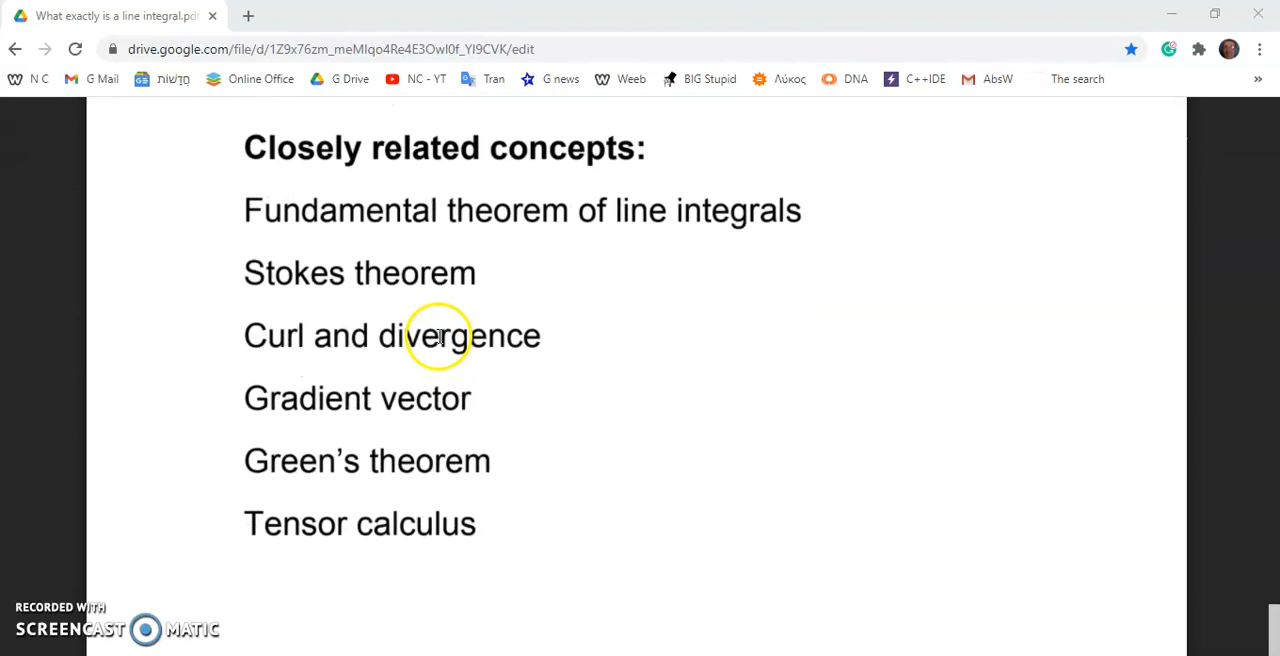 What exactly is a line integral.pdf
drive.google.com/file/d/1Z9x76zm_meMIqo4Re4E3OwI0f_YI9CVK/edit
N C G Mail חֲדָשׁוֹת Online Office G Drive NC - YT Tran G news Weeb BIG Stupid Λύκος DNA C++IDE AbsW The search »
Closely related concepts:
Fundamental theorem of line integrals
Stokes theorem
Curl and divergence
Gradient vector
Green’s theorem
Tensor calculus
RECORDED WITH
SCREENCAST MATIC